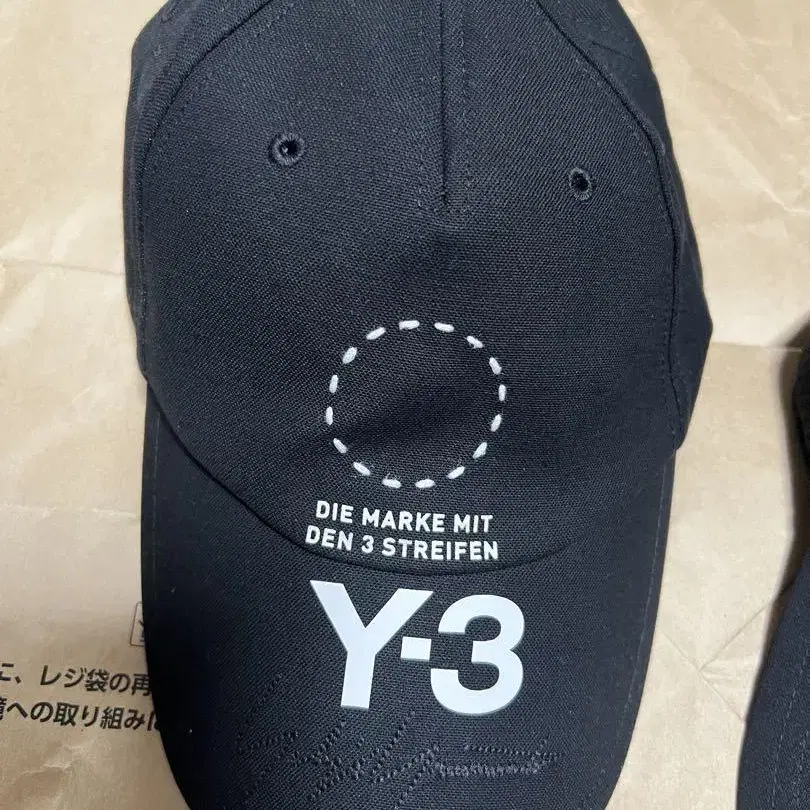 DIE MARKE MIT
DEN 3 STREIFEN
Y-3
に、レジ袋の再
への取り組みに